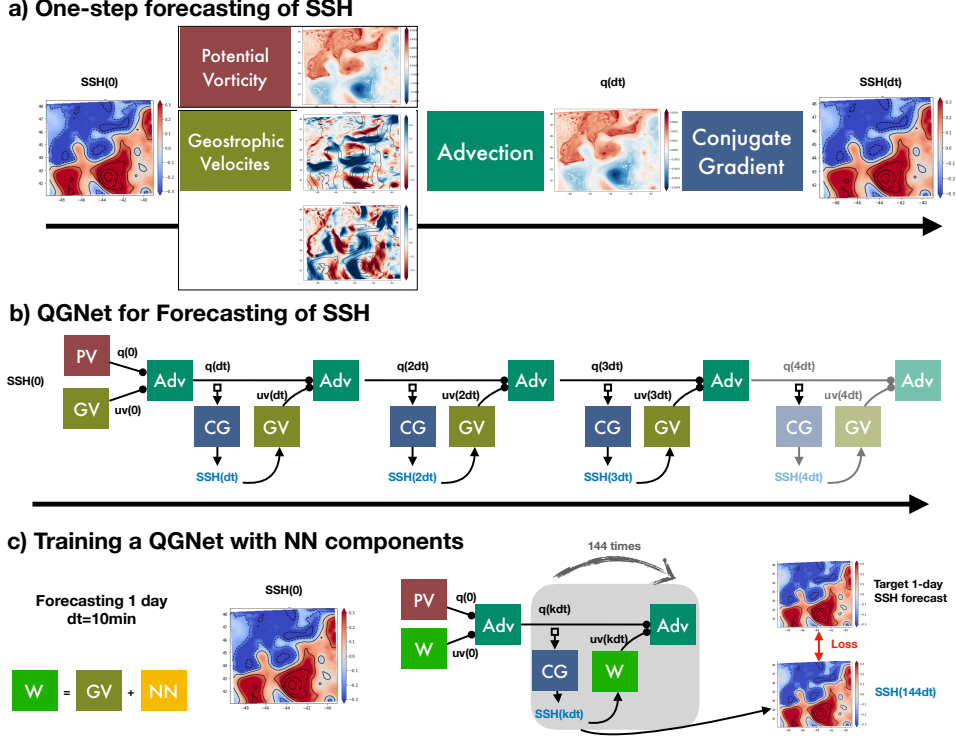 a) One-step forecasting of SSH
SSH(0)
Potential
Vorticity
Geostrophic
Velocites
Advection
q(dt)
Conjugate
Gradient
SSH(dt)
b) QGNet for Forecasting of SSH
SSH(0)
PV
GV
q(0)
uv(0)
Adv
q(dt)
CG
SSH(dt)
uv(dt)
GV
Adv
q(2dt)
CG
SSH(2dt)
uv(2dt)
GV
Adv
q(3dt)
CG
SSH(3dt)
uv(3dt)
GV
Adv
q(4dt)
CG
SSH(4dt)
uv(4dt)
GV
Adv
c) Training a QGNet with NN components
Forecasting 1 day
dt=10min
W = GV + NN
SSH(0)
PV
W
q(0)
uv(0)
Adv
144 times
q(kdt)
CG
SSH(kdt)
uv(kdt)
W
Adv
Target 1-day
SSH forecast
Loss
SSH(144dt)